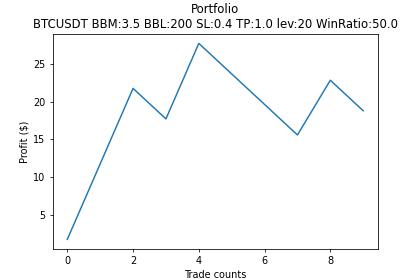 Portfolio
BTCUSDT BBM:3.5 BBL:200 SL:0.4 TP:1.0 lev:20 WinRatio:50.0
Profit ($)
25
20
15
10
5
0 2 4 6 8
Trade counts